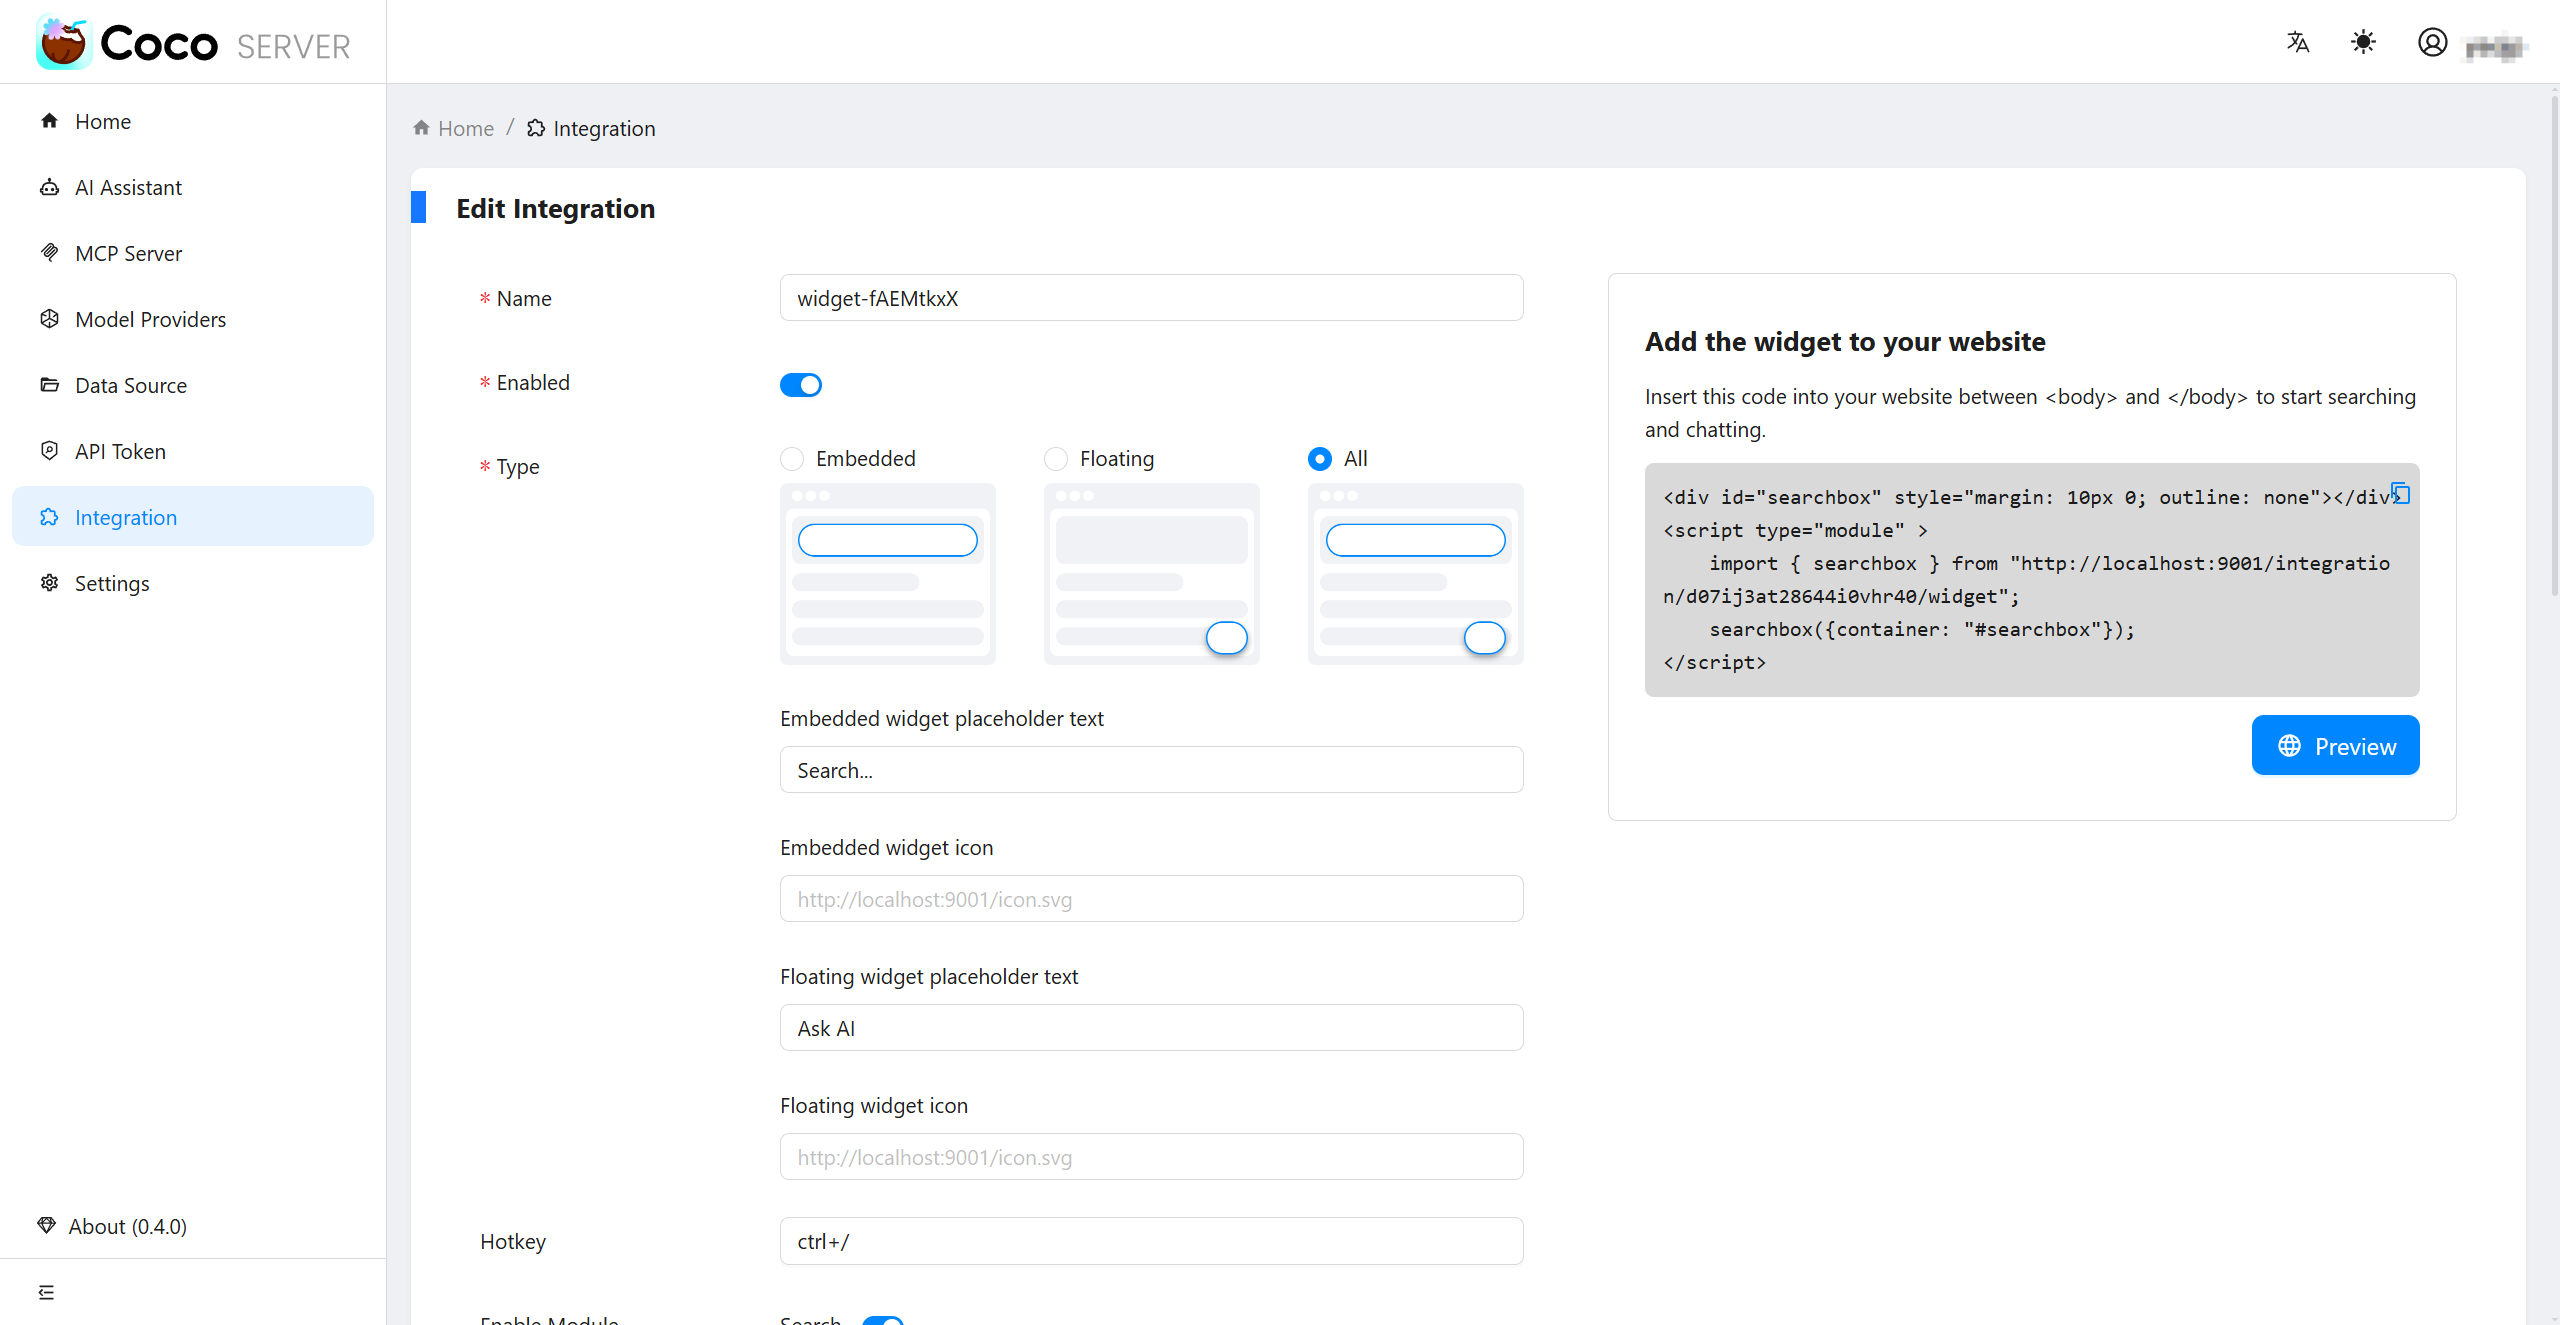 Coco SERVER
Home
AI Assistant
MCP Server
Model Providers
Data Source
API Token
Integration
Settings
About (0.4.0)
Home / Integration
Edit Integration
* Name
widget-fAEMtkxX
* Enabled
* Type
Embedded
Floating
All
Embedded widget placeholder text
Search...
Embedded widget icon
http://localhost:9001/icon.svg
Floating widget placeholder text
Ask AI
Floating widget icon
http://localhost:9001/icon.svg
Hotkey
ctrl+/
Enable Module
Search
Add the widget to your website
Insert this code into your website between <body> and </body> to start searching
and chatting.
<div id="searchbox" style="margin: 10px 0; outline: none"></div>
<script type="module" >
    import { searchbox } from "http://localhost:9001/integratio
n/d07ij3at28644i0vhr40/widget";
    searchbox({container: "#searchbox"});
</script>
Preview